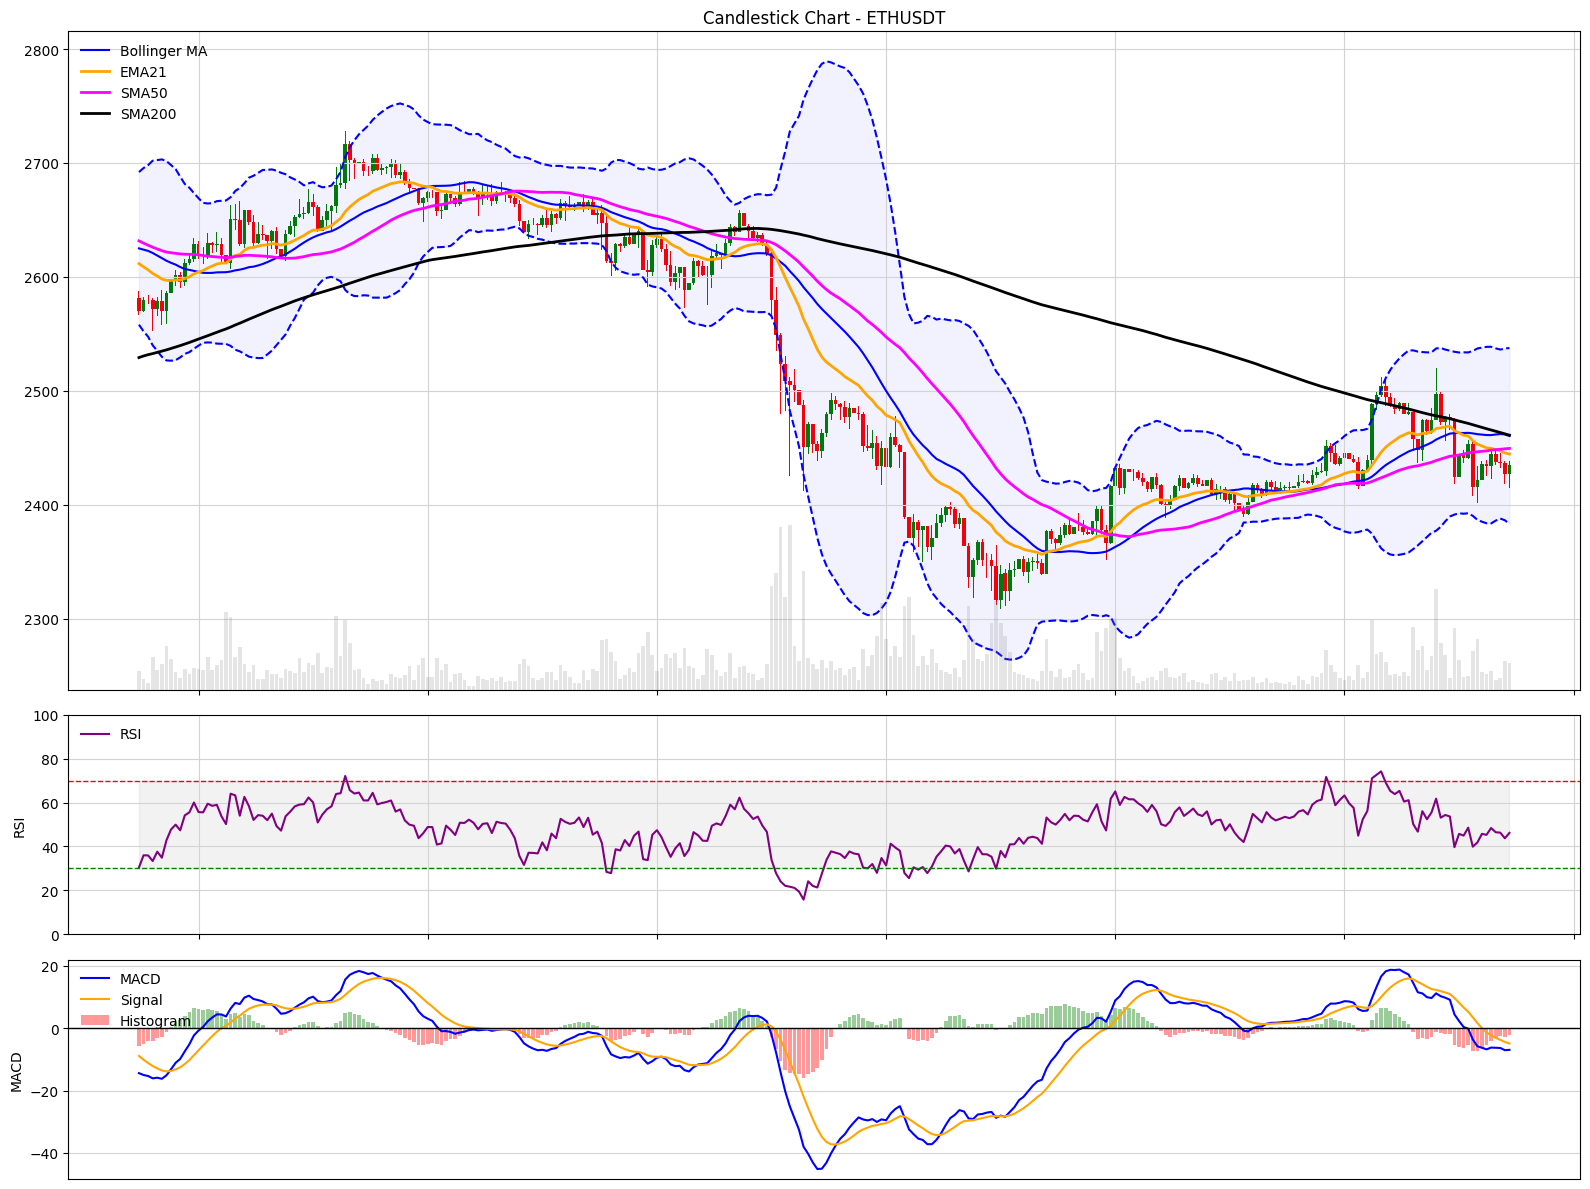 Candlestick Chart - ETHUSDT
Bollinger MA
EMA21
SMA50
SMA200
2800
2700
2600
2500
2400
2300
RSI
100
80
60
40
20
0
RSI
MACD
Signal
Histogram
20
0
−20
−40
MACD